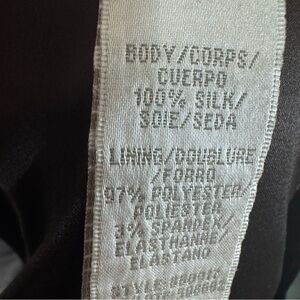 BODY/CORPS/
CUERPO
100% SILK/
SOIE/SEDA
LINING/DOUBLURE
/FORRO
97% POLYESTER/
POLIESTER
3% SPANDEX/
ELASTHANNE/
ELASTANO